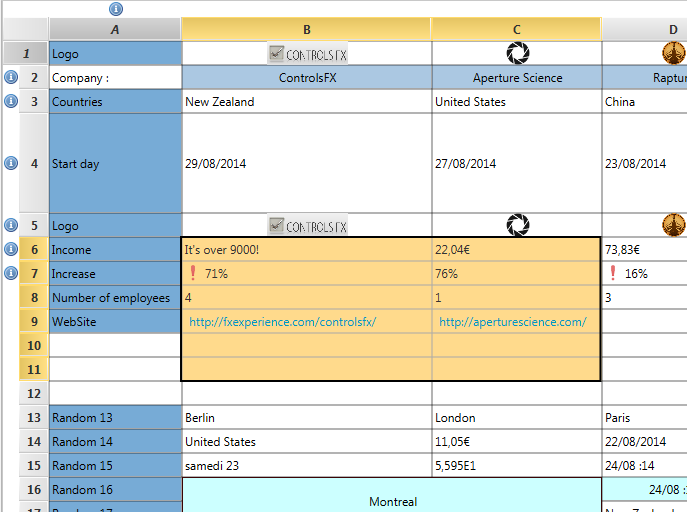 A B C D
1 Logo CONTROLSFX
2 Company : ControlsFX Aperture Science Raptur
3 Countries New Zealand United States China
4 Start day 29/08/2014 27/08/2014 23/08/2014
5 Logo CONTROLSFX
6 Income It's over 9000! 22,04€ 73,83€
7 Increase 71% 76% 16%
8 Number of employees 4 1 3
9 WebSite http://fxexperience.com/controlsfx/ http://aperturescience.com/
10
11
12
13 Random 13 Berlin London Paris
14 Random 14 United States 11,05€ 22/08/2014
15 Random 15 samedi 23 5,595E1 24/08 :14
16 Random 16 Montreal 24/08 :